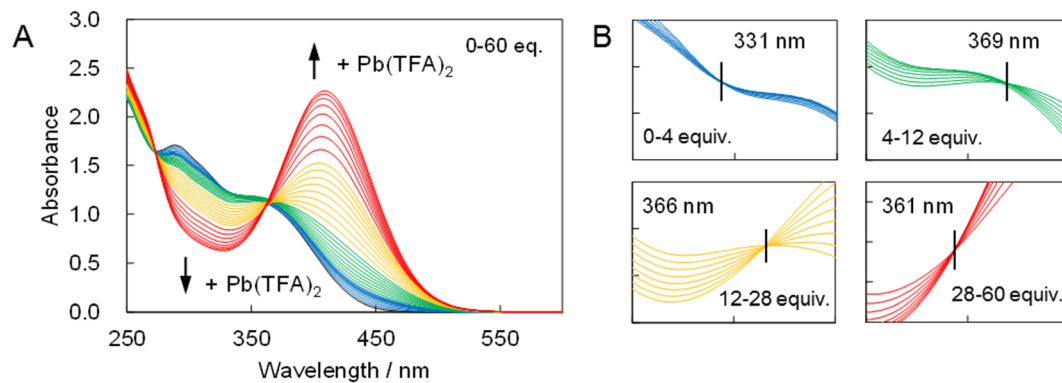 A
3.0
2.5
2.0
1.5
1.0
0.5
0.0
Absorbance
0-60 eq.
+ Pb(TFA)₂
+ Pb(TFA)₂
250
350
450
550
Wavelength / nm
B
331 nm
0-4 equiv.
369 nm
4-12 equiv.
366 nm
12-28 equiv.
361 nm
28-60 equiv.